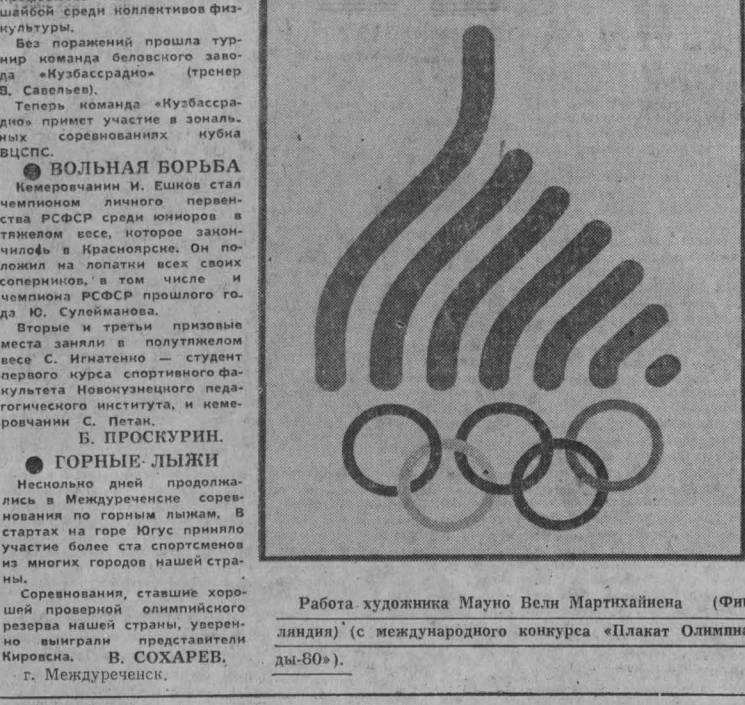 шайбой среди коллективов физ-
культуры.
Без поражений прошла тур-
нир команда беловского заво-
да «Кузбассрадио» (тренер
В. Савельев).
Теперь команда «Кузбассра-
дио» примет участие в зональ-
ных соревнованиях кубка
ВЦСПС.
● ВОЛЬНАЯ БОРЬБА
Кемеровчанин И. Ешков стал
чемпионом личного первен-
ства РСФСР среди юниоров в
тяжелом весе, которое закон-
чилось в Красноярске. Он по-
ложил на лопатки всех своих
соперников, в том числе и
чемпиона РСФСР прошлого го-
да Ю. Сулейманова.
Вторые и третьи призовые
места заняли в полутяжелом
весе С. Игнатенко — студент
первого курса спортивного фа-
культета Новокузнецкого педа-
гогического института, и кеме-
ровчанин С. Петак.
Б. ПРОСКУРИН.
● ГОРНЫЕ ЛЫЖИ
Несколько дней продолжа-
лись в Междуреченске сорев-
нования по горным лыжам. В
стартах на горе Югус приняло
участие более ста спортсменов
из многих городов нашей стра-
ны.
Соревнования, ставшие хоро-
шей проверкой олимпийского
резерва нашей страны, уверен-
но выиграли представители
Кировска. В. СОХАРЕВ.
г. Междуреченск.
Работа художника Мауно Вели Мартихайнена (Фин
ляндия) (с международного конкурса «Плакат Олимпиа
ды-80»).